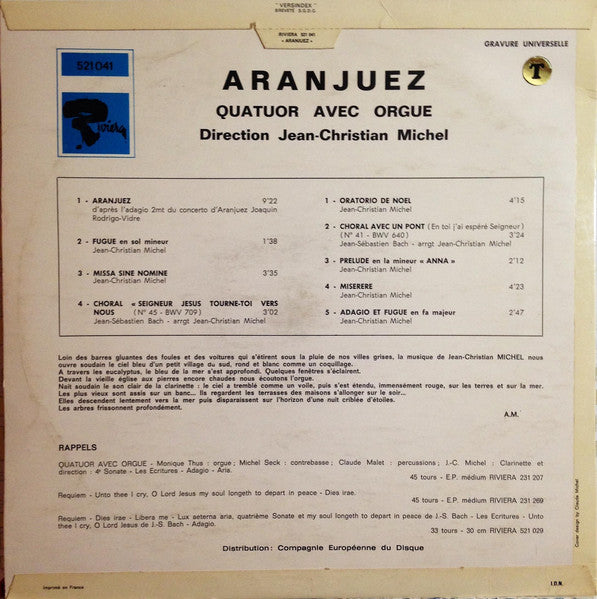 " VERSINDEX "
BREVETE S.G.D.G.
RIVIERA 521 041
- ARANJUEZ -
GRAVURE UNIVERSELLE
521041
T
Riviera
ARANJUEZ
QUATUOR AVEC ORGUE
Direction Jean-Christian Michel
1 - ARANJUEZ 9'22
d'après l'adagio 2mt du concerto d'Aranjuez Joaquin
Rodrigo-Vidre
2 - FUGUE en sol mineur 1'38
Jean-Christian Michel
3 - MISSA SINE NOMINE 3'35
Jean-Christian Michel
4 - CHORAL « SEIGNEUR JESUS TOURNE-TOI VERS
NOUS (N° 45 - BWV 709) 3'02
Jean-Sébastien Bach - arrgt Jean-Christian Michel
1 - ORATORIO DE NOEL 4'15
Jean-Christian Michel
2 - CHORAL AVEC UN PONT (En toi j'ai espéré Seigneur)
(N° 41 - BWV 640) 3'24
Jean-Sébastien Bach - arrgt Jean-Christian Michel
3 - PRELUDE en la mineur « ANNA » 2'12
Jean-Christian Michel
4 - MISERERE 4'23
Jean-Christian Michel
5 - ADAGIO ET FUGUE en fa majeur 2'47
Jean-Christian Michel
Loin des barres gluantes des foules et des voitures qui s'étirent sous la pluie de nos villes grises, la musique de Jean-Christian MICHEL nous
ouvre soudain le ciel bleu d'un petit village du sud, rond et blanc comme un coquillage.
A travers les eucalyptus, le bleu de la mer s'est approfondi. Quelques fenêtres s'éclairent.
Devant la vieille église aux pierres encore chaudes nous écoutons l'orgue.
Nait soudain le son clair de la clarinette : le ciel a tremblé comme un voile, puis s'est étendu, immensément rouge, sur les terres et sur la mer.
Les plus vieux sont assis sur un banc... Ils regardent les terrasses des maisons s'allonger sur le soir...
Elles descendent lentement vers la mer puis disparaissent sur l'horizon d'une nuit criblée d'étoiles.
Les arbres frissonnent profondément.
A.M.
RAPPELS
QUATUOR AVEC ORGUE - Monique Thus : orgue ; Michel Seck : contrebasse ; Claude Malet : percussions ; J.-C. Michel : Clarinette et
direction : 4e Sonate - Les Ecritures - Adagio - Aria.
45 tours - E.P. médium RIVIERA 231 207
Requiem - Unto thee I cry, O Lord Jesus my soul longeth to depart in peace - Dies irae.
45 tours - E.P. médium RIVIERA 231 269
Requiem - Dies irae - Libera me - Lux aeterna aria, quatrième Sonate et my soul longeth to depart in peace de J.-S. Bach - Les Ecritures - Unto
thee I cry, O Lord Jesus de J.-S. Bach - Adagio.
33 tours - 30 cm RIVIERA 521 029
Distribution : Compagnie Européenne du Disque
Cover design by Claude Michel
Imprimé en France
I.D.N.